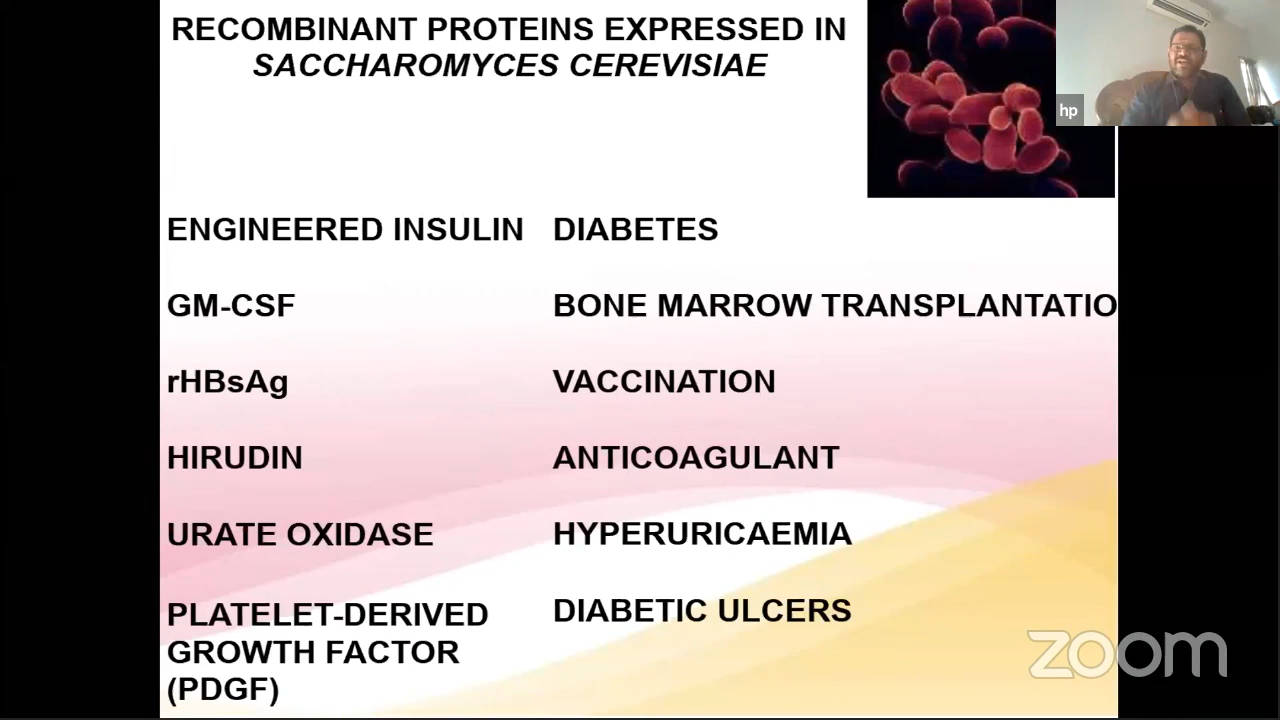 RECOMBINANT PROTEINS EXPRESSED IN
SACCHAROMYCES CEREVISIAE
hp
ENGINEERED INSULIN DIABETES
GM-CSF BONE MARROW TRANSPLANTATIO
rHBsAg VACCINATION
HIRUDIN ANTICOAGULANT
URATE OXIDASE HYPERURICAEMIA
PLATELET-DERIVED DIABETIC ULCERS
GROWTH FACTOR
(PDGF)
zoom